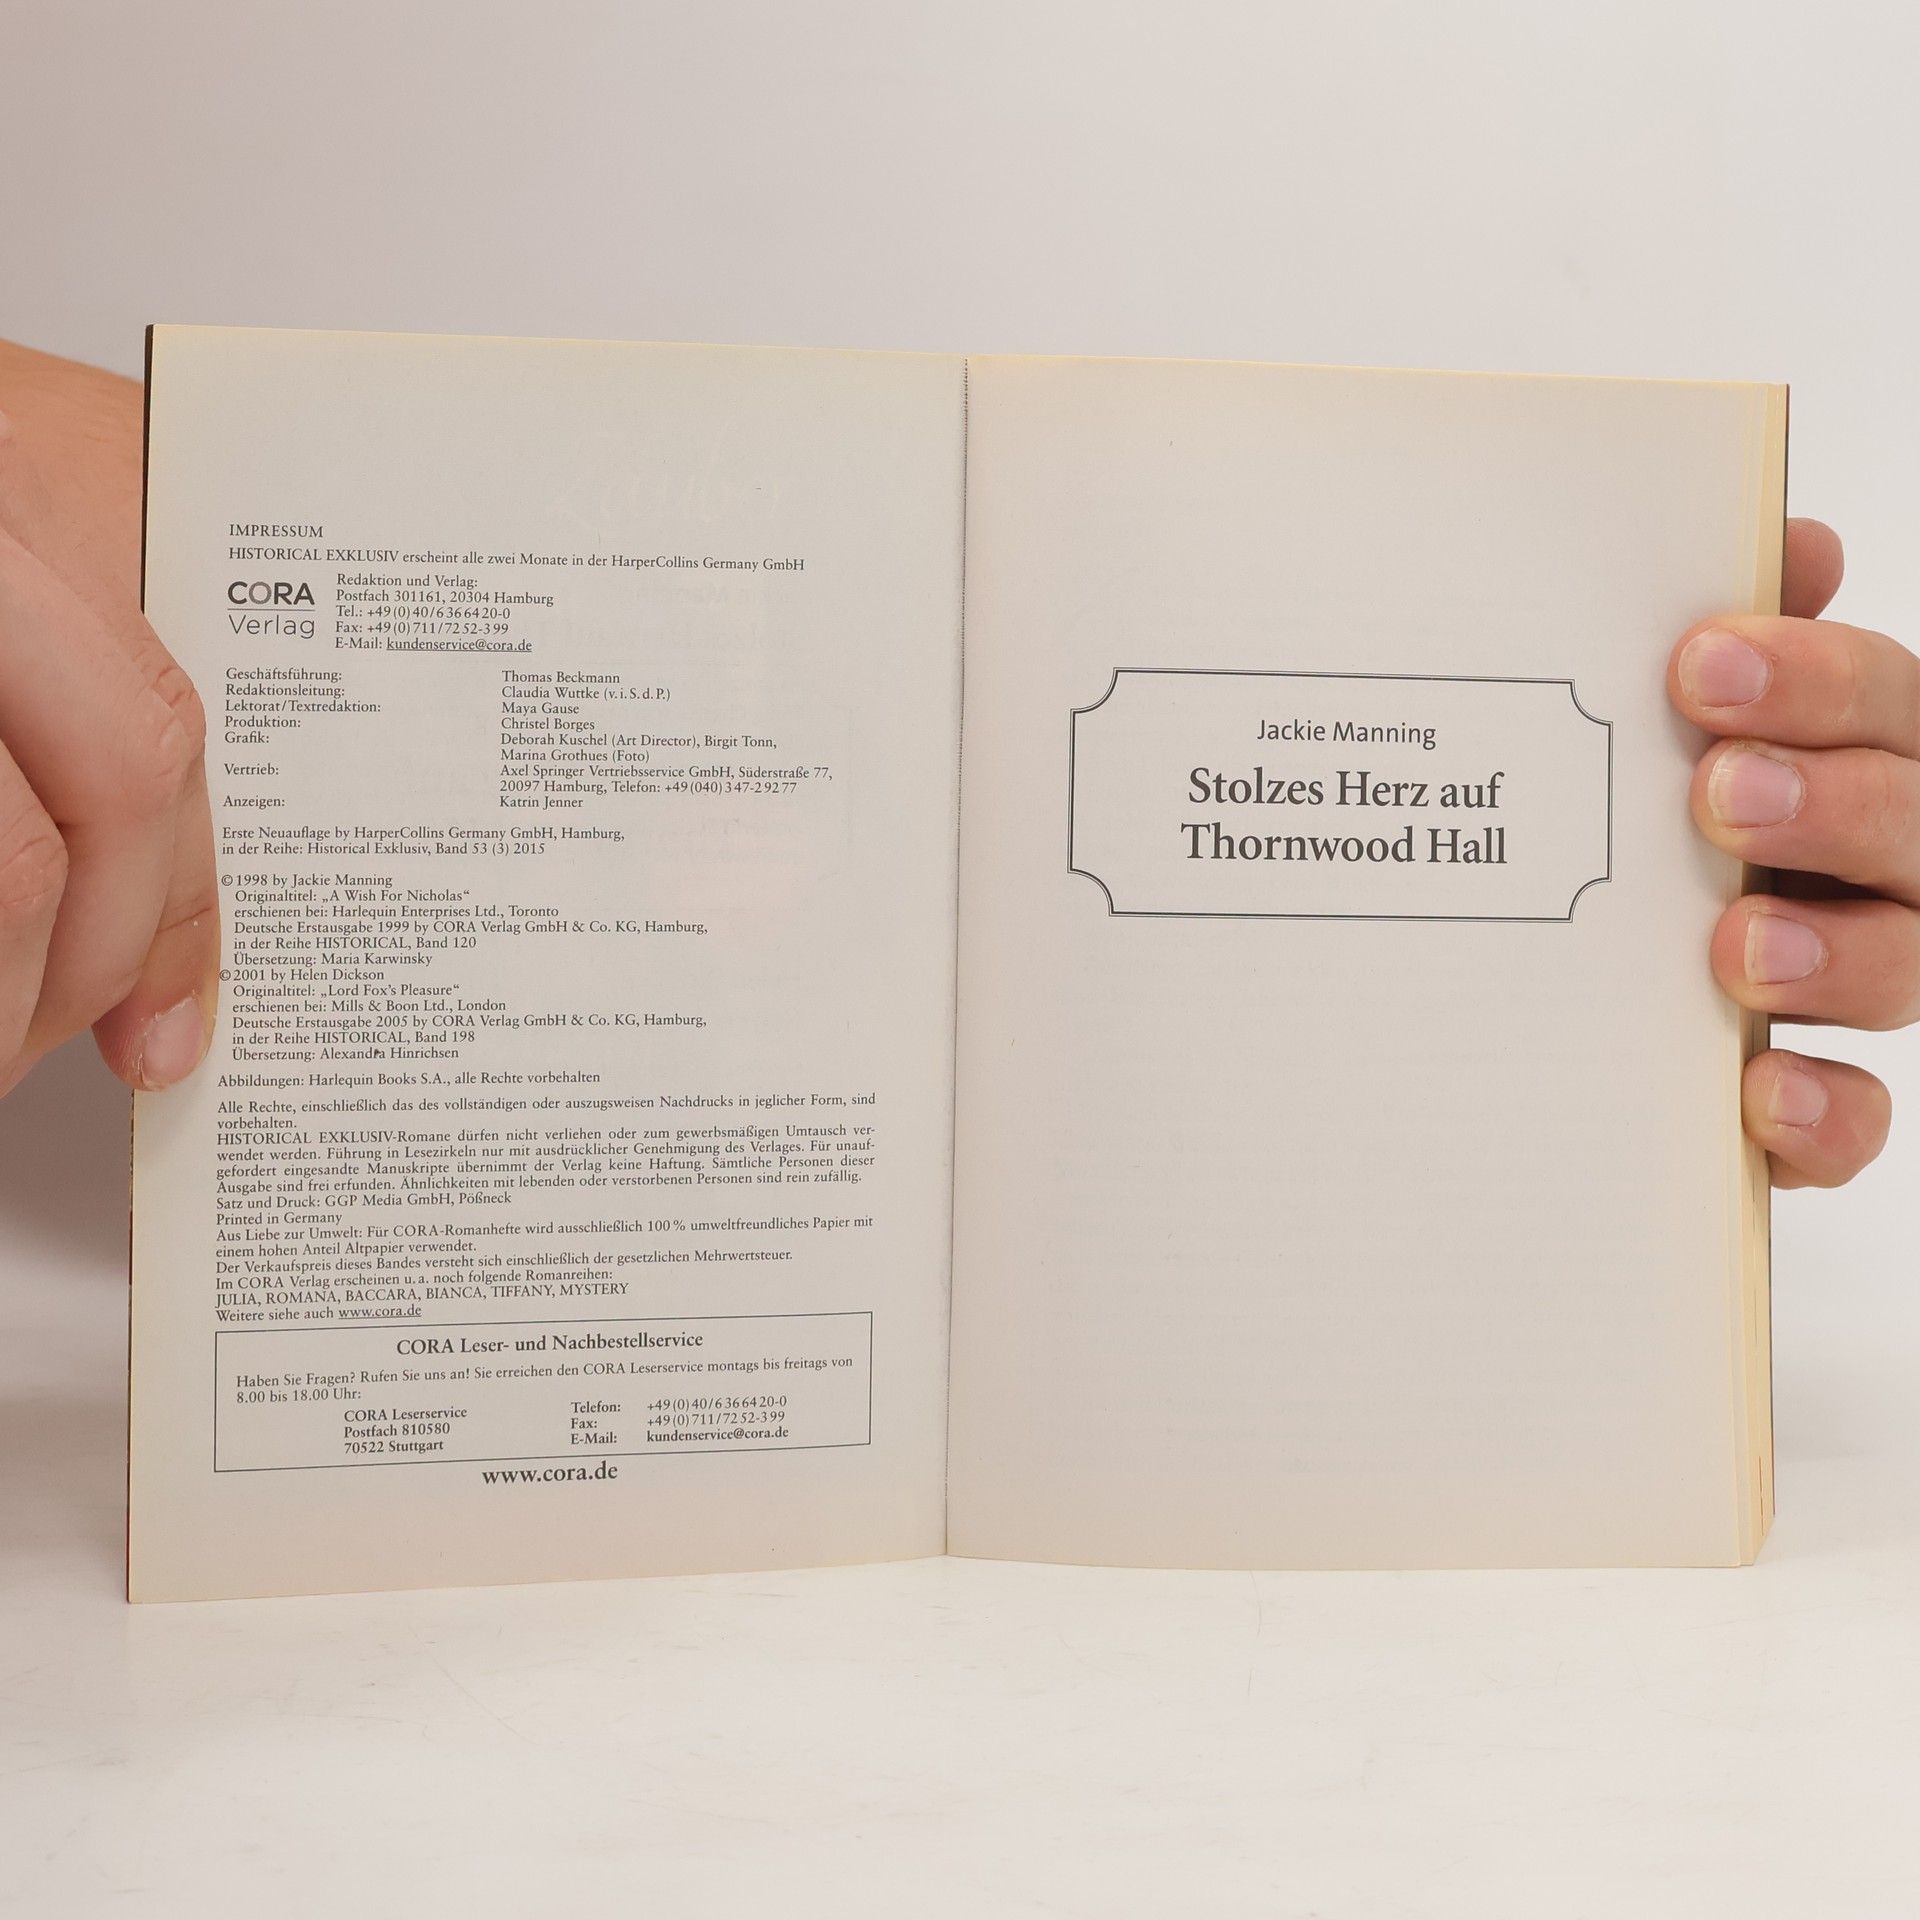 IMPRESSUM
HISTORICAL EXKLUSIV erscheint alle zwei Monate in der HarperCollins Germany GmbH
CORA
Verlag
Redaktion und Verlag:
Postfach 301161, 20304 Hamburg
Tel.: +49(0)40/6366420-0
Fax: +49(0)711/7252-399
E-Mail: kundenservice@cora.de
Geschäftsführung: Thomas Beckmann
Redaktionsleitung: Claudia Wuttke (v.i.S.d.P.)
Lektorat/Textredaktion: Maya Gause
Produktion: Christel Borges
Grafik: Deborah Kuschel (Art Director), Birgit Tonn,
Marina Grothues (Foto)
Vertrieb: Axel Springer Vertriebsservice GmbH, Süderstraße 77,
20097 Hamburg, Telefon: +49(040)347-29277
Anzeigen: Katrin Jenner
Erste Neuauflage by HarperCollins Germany GmbH, Hamburg,
in der Reihe: Historical Exklusiv, Band 53 (3) 2015
© 1998 by Jackie Manning
Originaltitel: „A Wish For Nicholas“
erschienen bei: Harlequin Enterprises Ltd., Toronto
Deutsche Erstausgabe 1999 by CORA Verlag GmbH & Co. KG, Hamburg,
in der Reihe HISTORICAL, Band 120
Übersetzung: Maria Karwinsky
© 2001 by Helen Dickson
Originaltitel: „Lord Fox's Pleasure“
erschienen bei: Mills & Boon Ltd., London
Deutsche Erstausgabe 2005 by CORA Verlag GmbH & Co. KG, Hamburg,
in der Reihe HISTORICAL, Band 198
Übersetzung: Alexandra Hinrichsen
Abbildungen: Harlequin Books S.A., alle Rechte vorbehalten
Alle Rechte, einschließlich das des vollständigen oder auszugsweisen Nachdrucks in jeglicher Form, sind
vorbehalten.
HISTORICAL EXKLUSIV-Romane dürfen nicht verliehen oder zum gewerbsmäßigen Umtausch ver-
wendet werden. Führung in Lesezirkeln nur mit ausdrücklicher Genehmigung des Verlages. Für unauf-
gefordert eingesandte Manuskripte übernimmt der Verlag keine Haftung. Sämtliche Personen dieser
Ausgabe sind frei erfunden. Ähnlichkeiten mit lebenden oder verstorbenen Personen sind rein zufällig.
Satz und Druck: GGP Media GmbH, Pößneck
Printed in Germany
Aus Liebe zur Umwelt: Für CORA-Romanhefte wird ausschließlich 100% umweltfreundliches Papier mit
einem hohen Anteil Altpapier verwendet.
Der Verkaufspreis dieses Bandes versteht sich einschließlich der gesetzlichen Mehrwertsteuer.
Im CORA Verlag erscheinen u.a. noch folgende Romanreihen:
JULIA, ROMANA, BACCARA, BIANCA, TIFFANY, MYSTERY
Weitere siehe auch www.cora.de
CORA Leser- und Nachbestellservice
Haben Sie Fragen? Rufen Sie uns an! Sie erreichen den CORA Leserservice montags bis freitags von
8.00 bis 18.00 Uhr:
CORA Leserservice
Postfach 810580
70522 Stuttgart
Telefon: +49(0)40/6366420-0
Fax: +49(0)711/7252-399
E-Mail: kundenservice@cora.de
www.cora.de
Jackie Manning
Stolzes Herz auf
Thornwood Hall